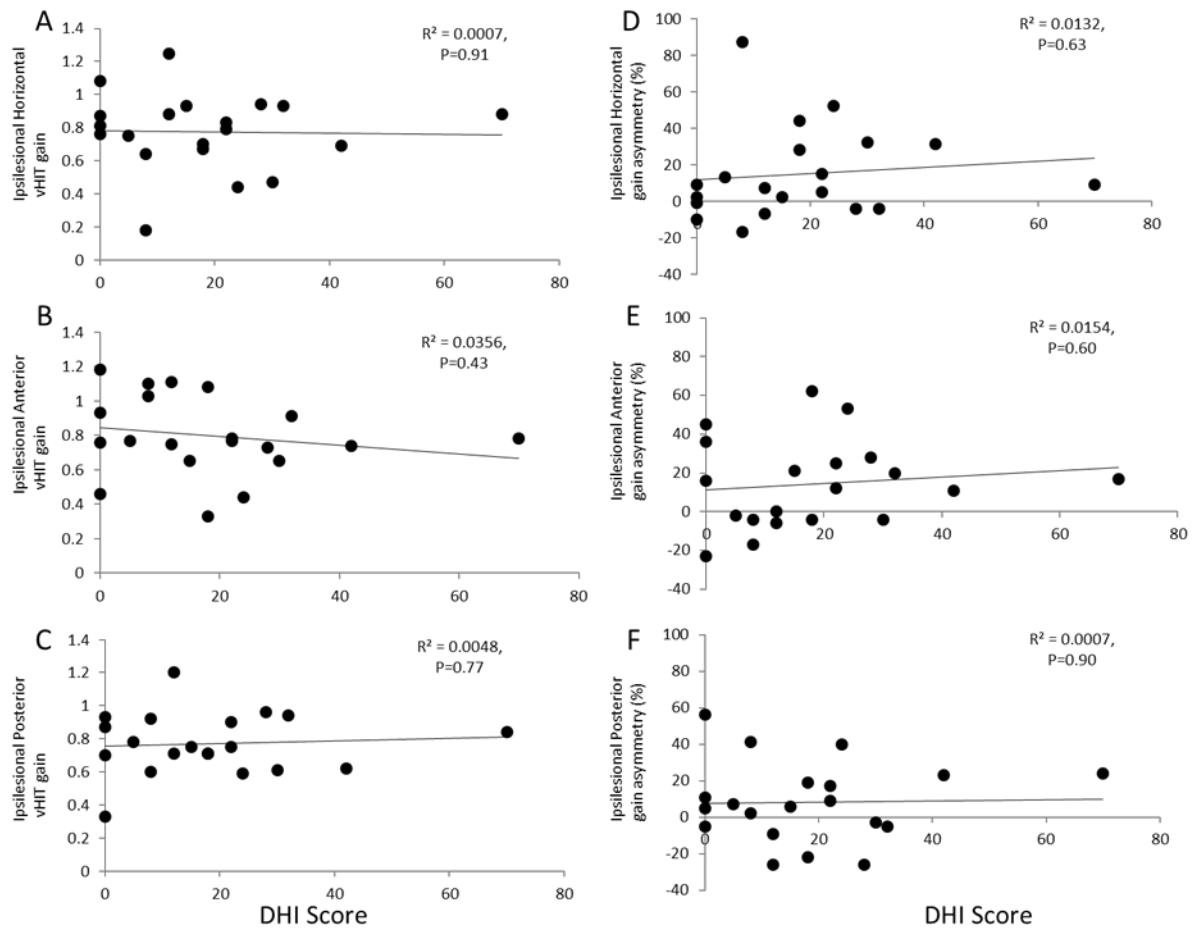 A
R² = 0.0007,
P=0.91
Ipsilesional Horizontal
vHIT gain
1.4
1.2
1
0.8
0.6
0.4
0.2
0
0
20
40
60
80
B
R² = 0.0356,
P=0.43
Ipsilesional Anterior
vHIT gain
1.4
1.2
1
0.8
0.6
0.4
0.2
0
0
20
40
60
80
C
R² = 0.0048,
P=0.77
Ipsilesional Posterior
vHIT gain
1.4
1.2
1
0.8
0.6
0.4
0.2
0
0
20
40
60
80
DHI Score
D
R² = 0.0132,
P=0.63
Ipsilesional Horizontal
gain asymmetry (%)
100
80
60
40
20
0
-20
-40
0
20
40
60
80
E
R² = 0.0154,
P=0.60
Ipsilesional Anterior
gain asymmetry (%)
100
80
60
40
20
0
-20
-40
0
20
40
60
80
F
R² = 0.0007,
P=0.90
Ipsilesional Posterior
gain asymmetry (%)
100
80
60
40
20
0
-20
-40
0
20
40
60
80
DHI Score